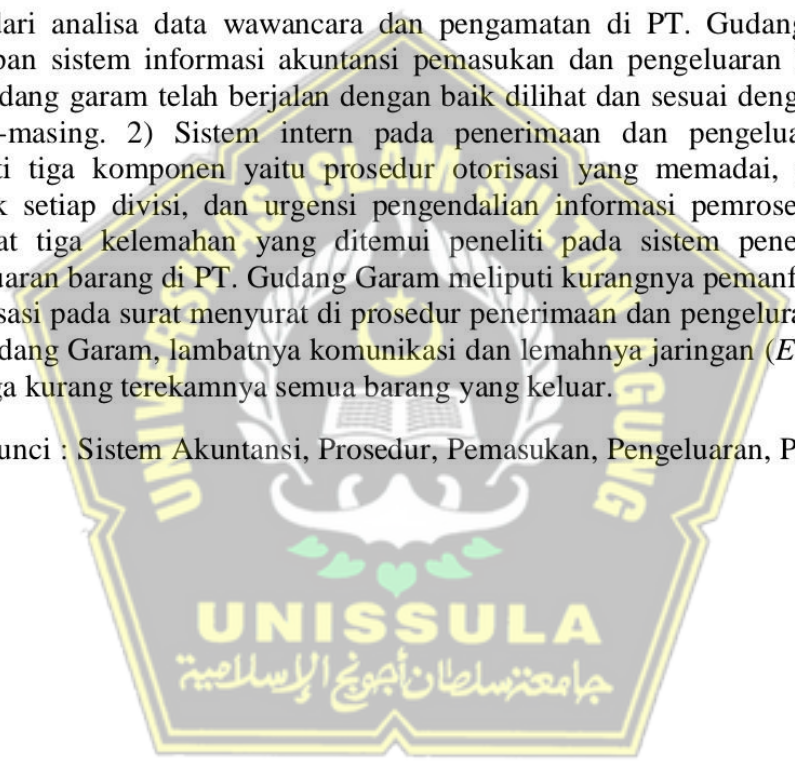 dari analisa data wawancara dan pengamatan di PT. Gudang
pan sistem informasi akuntansi pemasukan dan pengeluaran
dang garam telah berjalan dengan baik dilihat dan sesuai deng
-masing. 2) Sistem intern pada penerimaan dan pengelua
ti tiga komponen yaitu prosedur otorisasi yang memadai,
k setiap divisi, dan urgensi pengendalian informasi pemrose
at tiga kelemahan yang ditemui peneliti pada sistem pene
uaran barang di PT. Gudang Garam meliputi kurangnya pemanf
sasi pada surat menyurat di prosedur penerimaan dan pengelura
dang Garam, lambatnya komunikasi dan lemahnya jaringan (E
ga kurang terekamnya semua barang yang keluar.
unci : Sistem Akuntansi, Prosedur, Pemasukan, Pengeluaran, P
UNIVERSITAS ISLAM SULTAN AGUNG
UNISSULA
جامعة سلطان أجونج الإسلامية